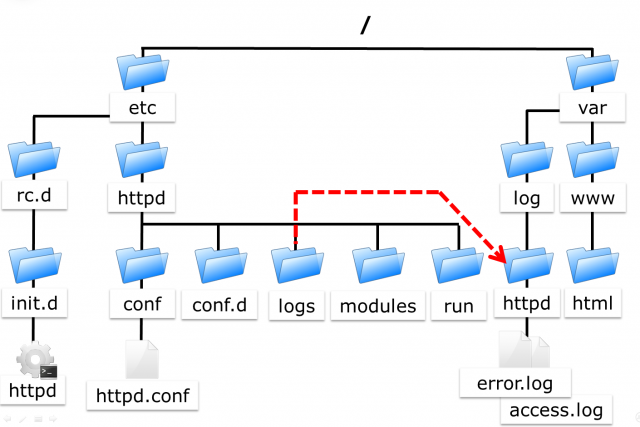 /
etc
var
rc.d
httpd
log
www
init.d
conf
conf.d
logs
modules
run
httpd
html
httpd
httpd.conf
error.log
access.log